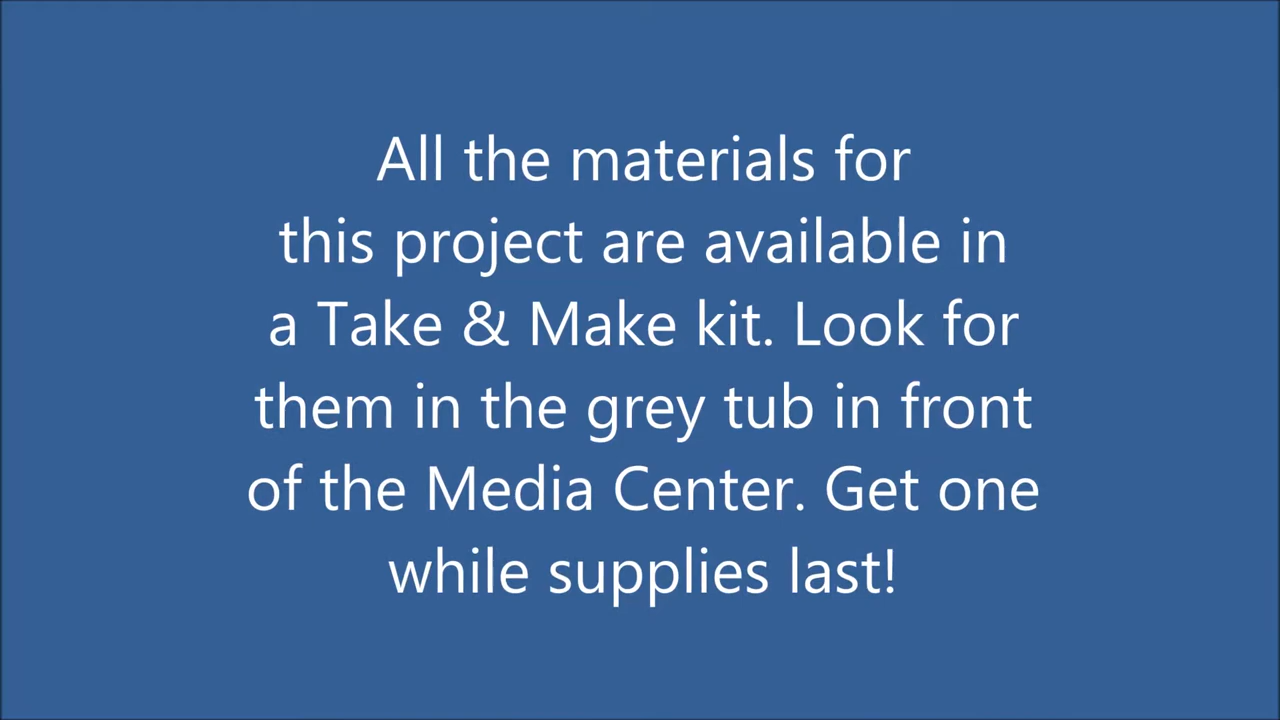 All the materials for
this project are available in
a Take & Make kit. Look for
them in the grey tub in front
of the Media Center. Get one
while supplies last!